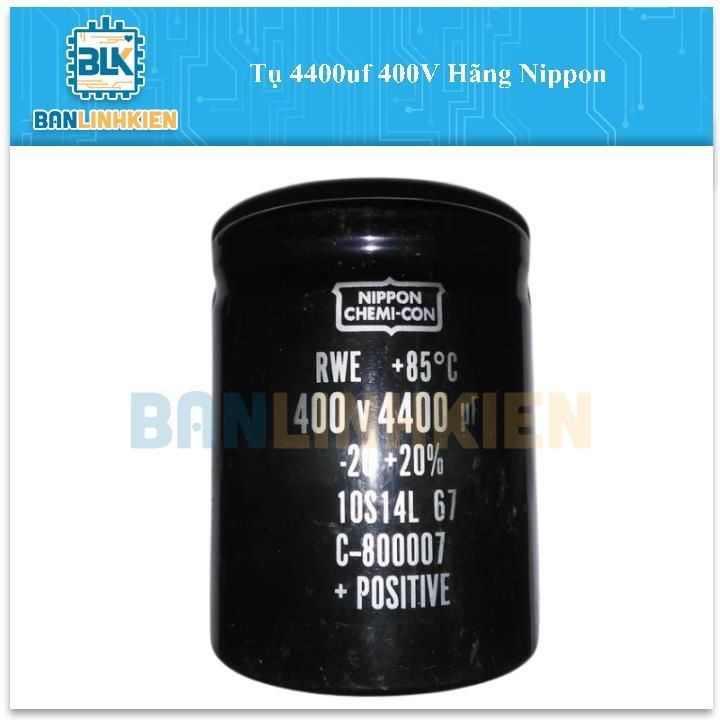 BLK
BANLINHKIEN
Tụ 4400uf 400V Hãng Nippon
NIPPON
CHEMI-CON
RWE +85°C
400 V 4400 µf
BANLINHKIEN
-20 +20%
10S14L 67
C-800007
+ POSITIVE